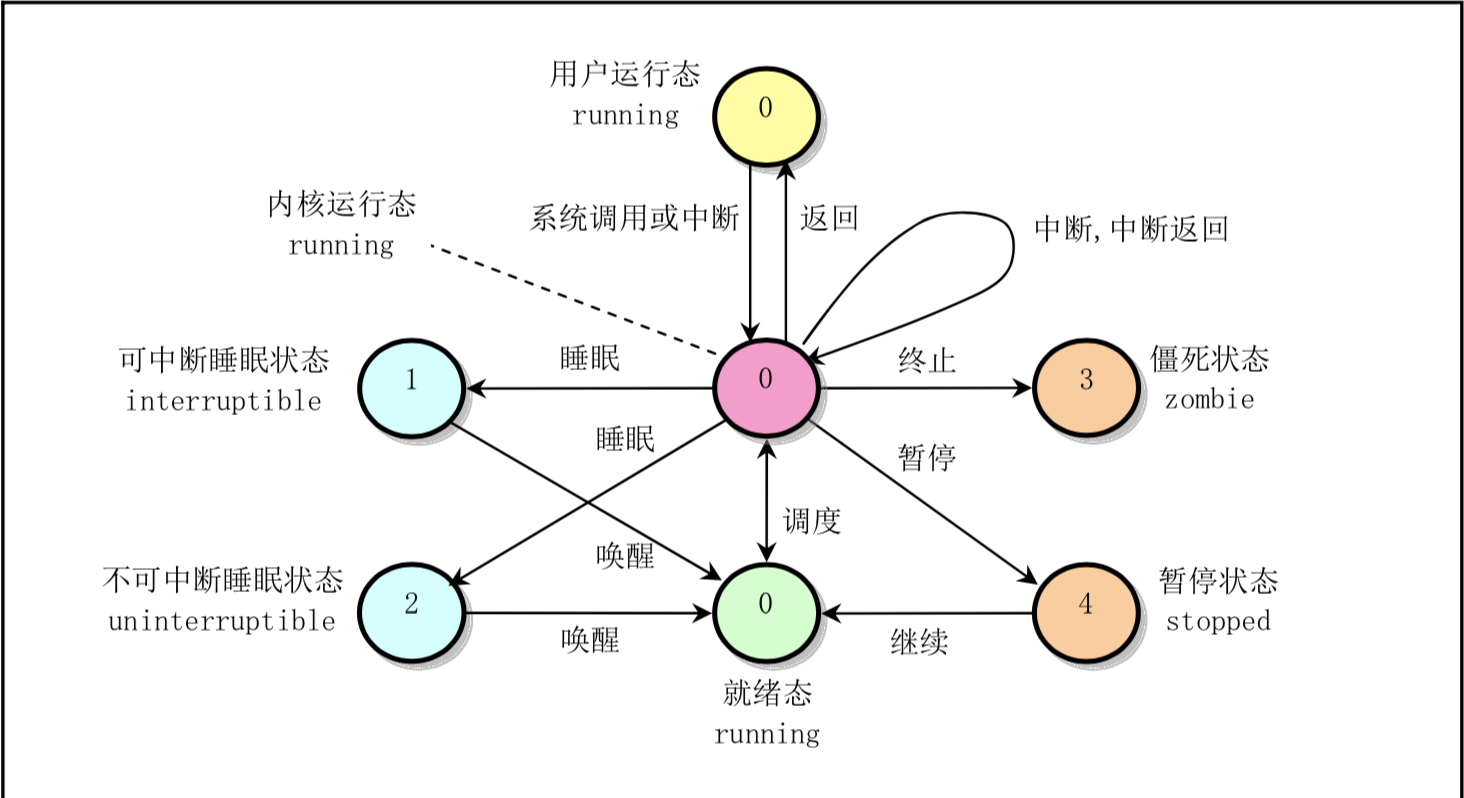 用户运行态
running
0
内核运行态
running
系统调用或中断
返回
中断,中断返回
可中断睡眠状态
interruptible
1
睡眠
0
终止
3
僵死状态
zombie
睡眠
暂停
调度
唤醒
不可中断睡眠状态
uninterruptible
2
唤醒
0
继续
4
暂停状态
stopped
就绪态
running